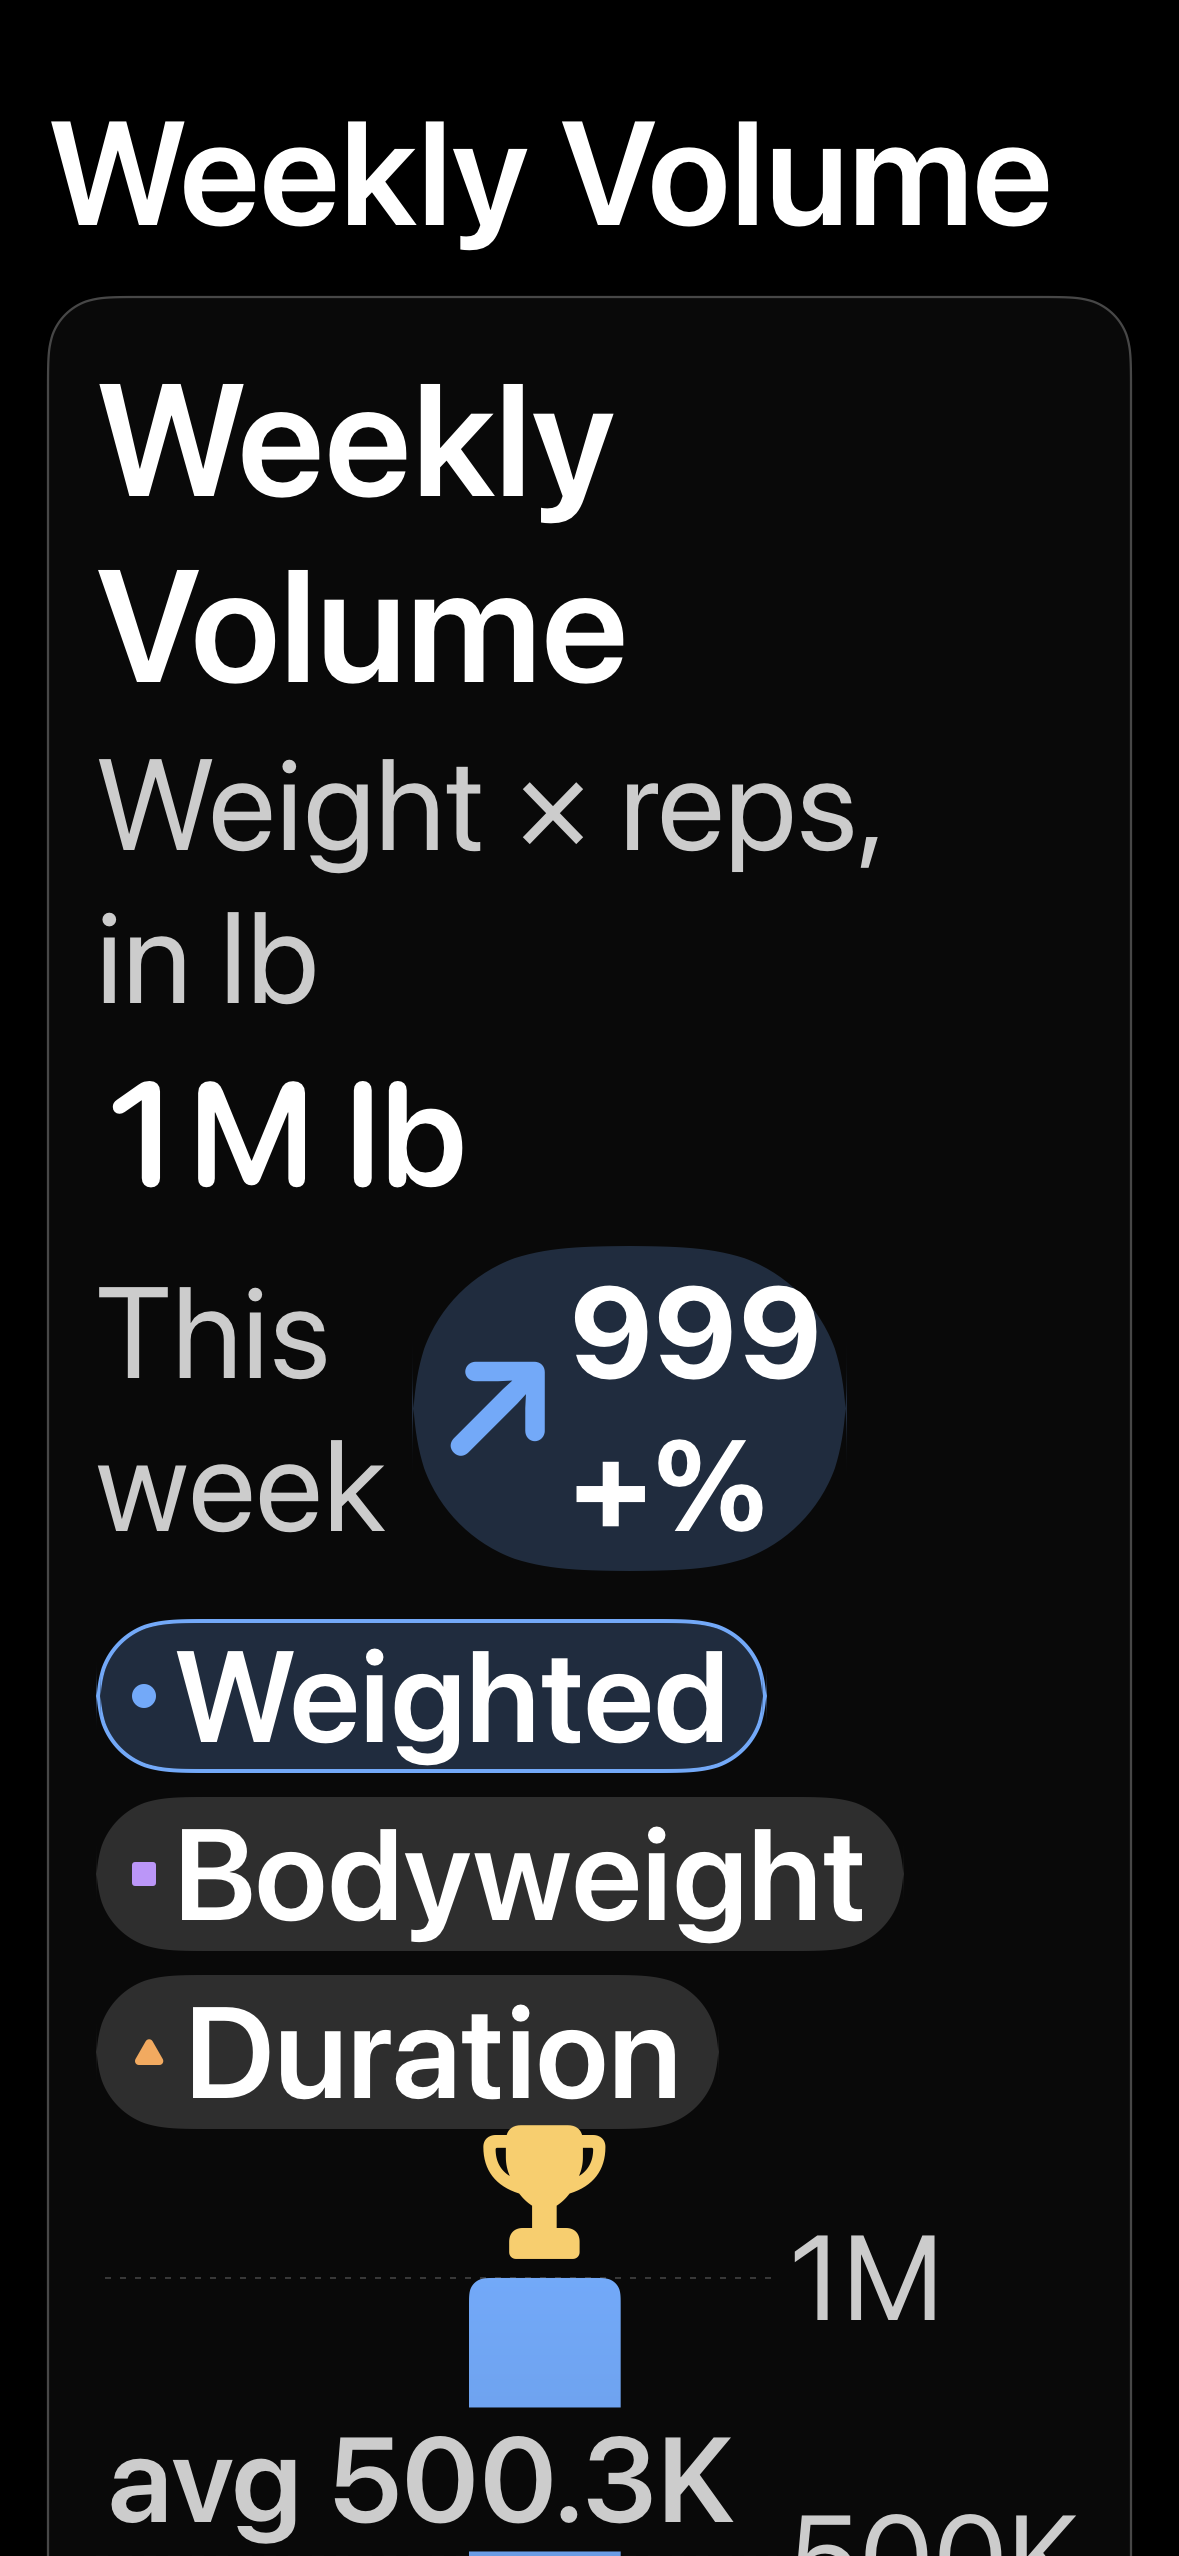 Weekly Volume
Weekly
Volume
Weight × reps,
in lb
1M lb
This
week
999
+%
Weighted
Bodyweight
Duration
1M
avg 500.3K
500K